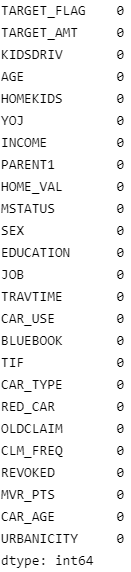 TARGET_FLAG 0
TARGET_AMT 0
KIDSDRIV 0
AGE 0
HOMEKIDS 0
YOJ 0
INCOME 0
PARENT1 0
HOME_VAL 0
MSTATUS 0
SEX 0
EDUCATION 0
JOB 0
TRAVTIME 0
CAR_USE 0
BLUEBOOK 0
TIF 0
CAR_TYPE 0
RED_CAR 0
OLDCLAIM 0
CLM_FREQ 0
REVOKED 0
MVR_PTS 0
CAR_AGE 0
URBANICITY 0
dtype: int64